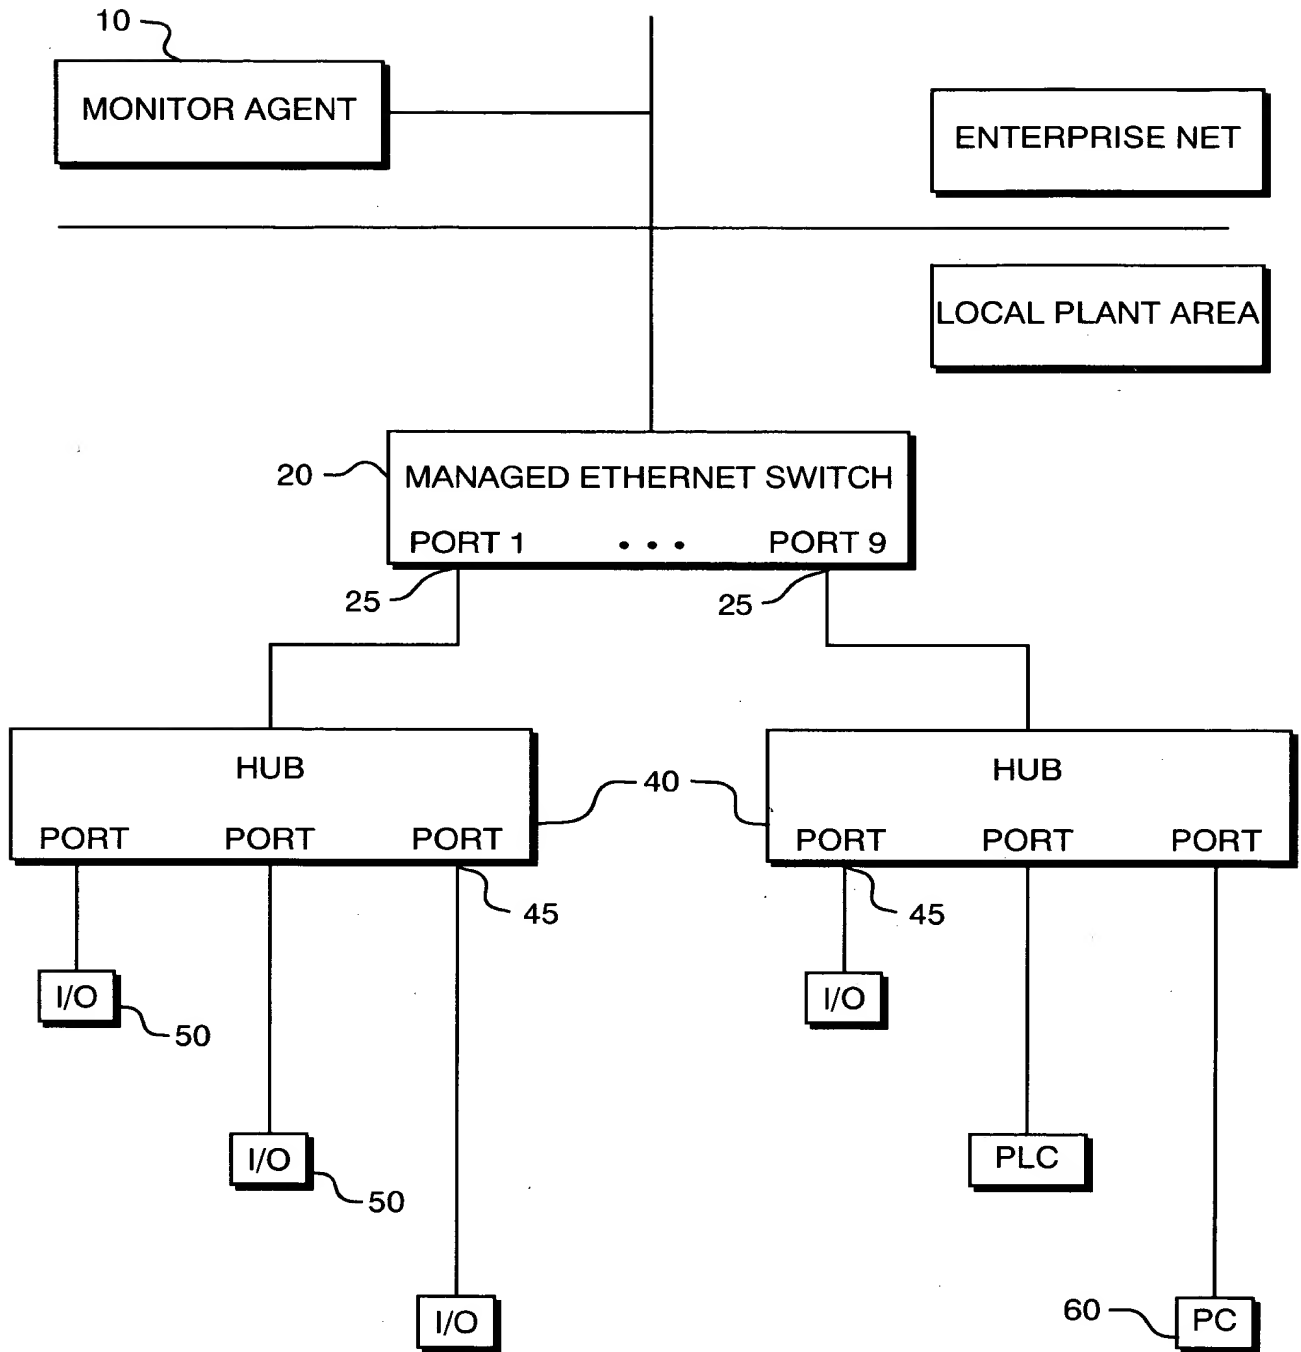 10
MONITOR AGENT
ENTERPRISE NET
LOCAL PLANT AREA
20
MANAGED ETHERNET SWITCH
PORT 1 • • • PORT 9
25 25
HUB HUB
40
PORT PORT PORT PORT PORT PORT
45 45
I/O I/O
50
I/O PLC
50
I/O 60 PC